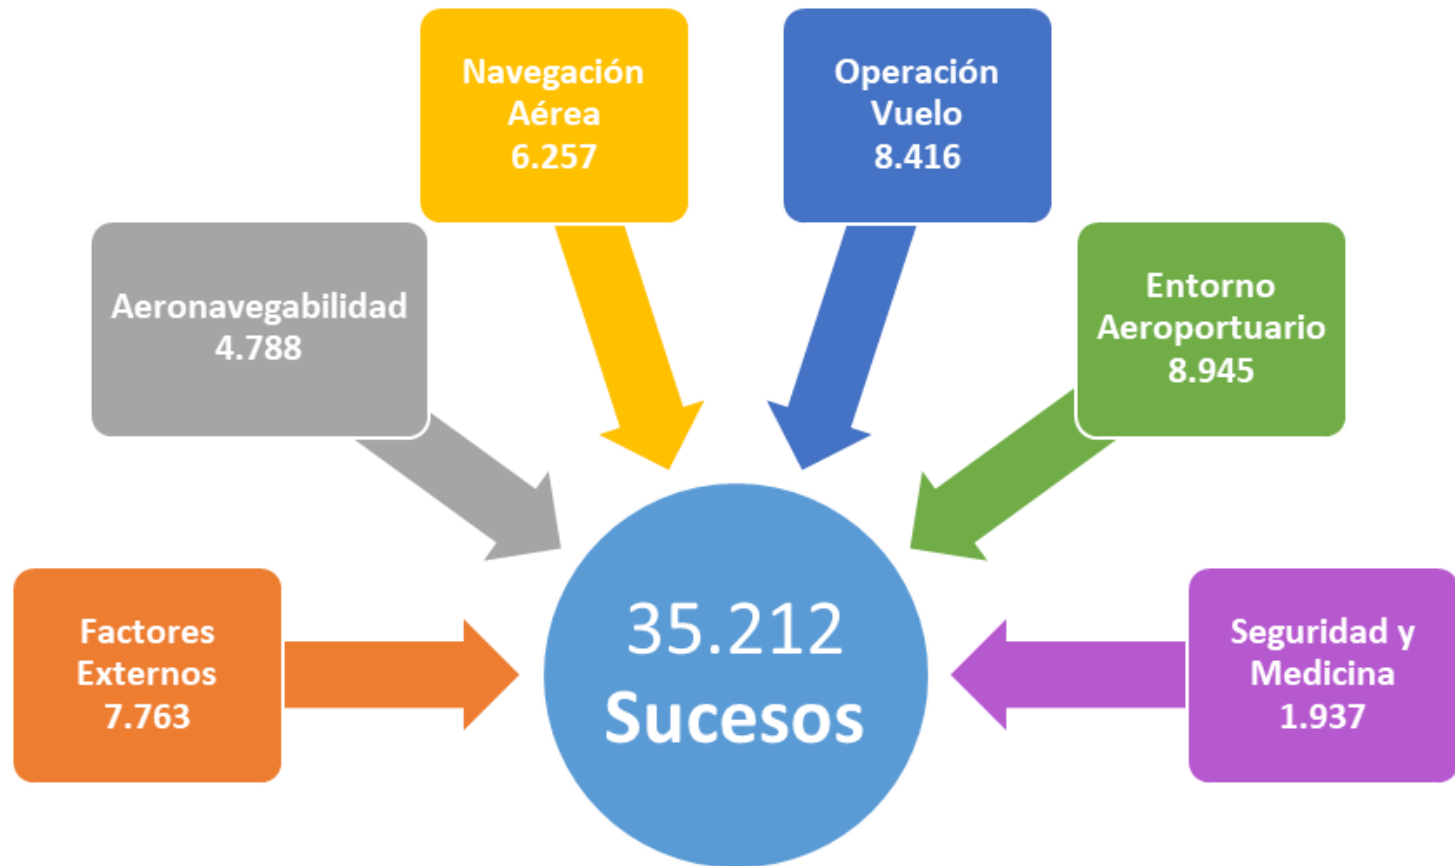 Navegación
Aérea
6.257
Operación
Vuelo
8.416
Aeronavegabilidad
4.788
Entorno
Aeroportuario
8.945
Factores
Externos
7.763
35.212
Sucesos
Seguridad y
Medicina
1.937